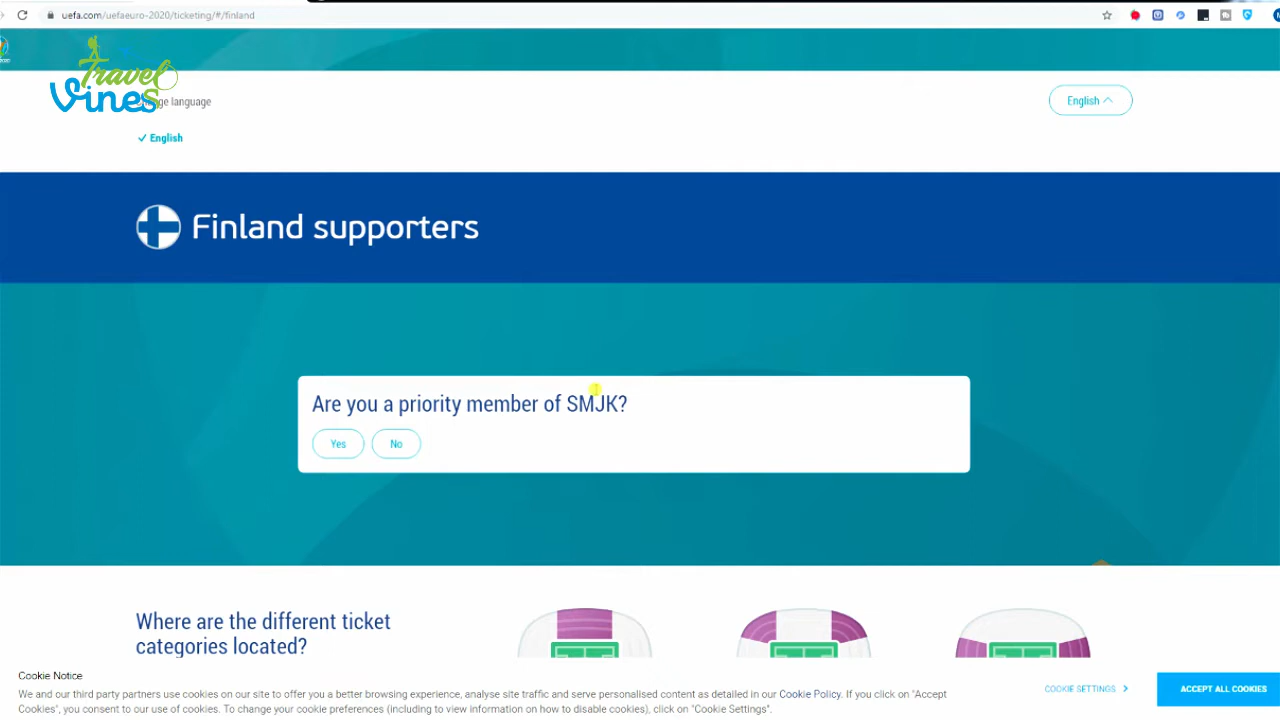 uefa.com/uefaeuro-2020/ticketing/#/finland
Travel
Vines
language
English
✓ English
Finland supporters
Are you a priority member of SMJK?
Yes
No
Where are the different ticket
categories located?
Cookie Notice
We and our third party partners use cookies on our site to offer you a better browsing experience, analyse site traffic and serve personalised content as detailed in our Cookie Policy. If you click on "Accept
Cookies", you consent to our use of cookies. To change your cookie preferences (including to view information on how to disable cookies), click on "Cookie Settings".
COOKIE SETTINGS
ACCEPT ALL COOKIES